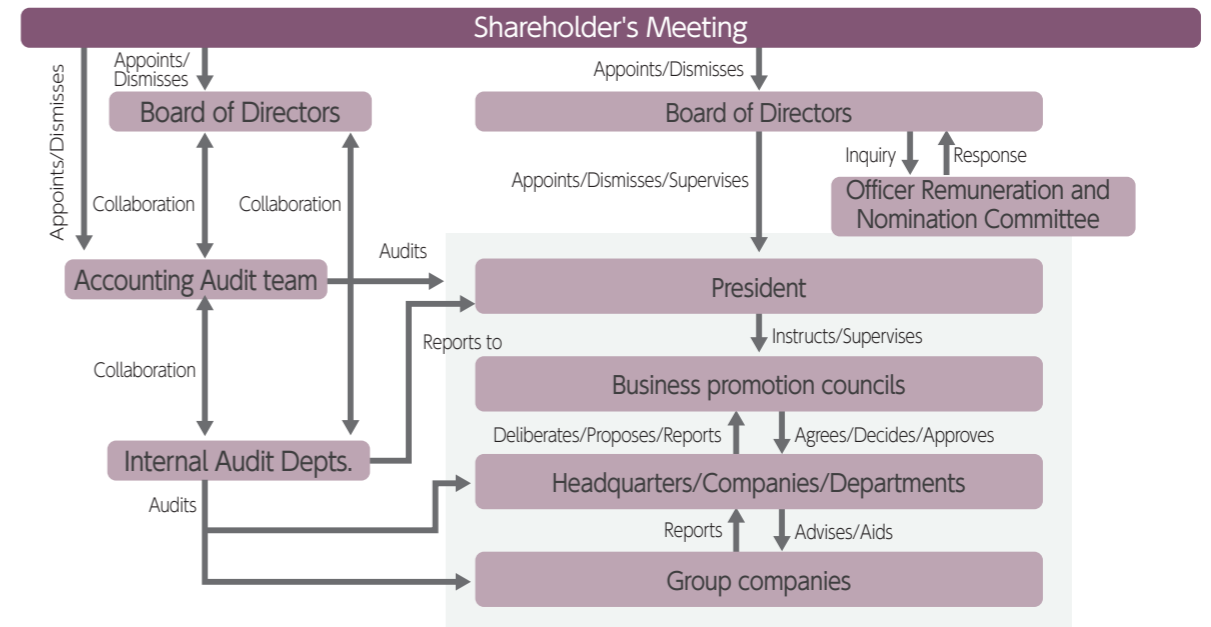 Shareholder's Meeting
Appoints/Dismisses
Appoints/
Dismisses
Appoints/Dismisses
Board of Directors
Board of Directors
Collaboration
Collaboration
Appoints/Dismisses/Supervises
Inquiry
Response
Officer Remuneration and
Nomination Committee
Audits
Accounting Audit team
President
Reports to
Instructs/Supervises
Collaboration
Business promotion councils
Deliberates/Proposes/Reports
Agrees/Decides/Approves
Internal Audit Depts.
Headquarters/Companies/Departments
Audits
Reports
Advises/Aids
Group companies